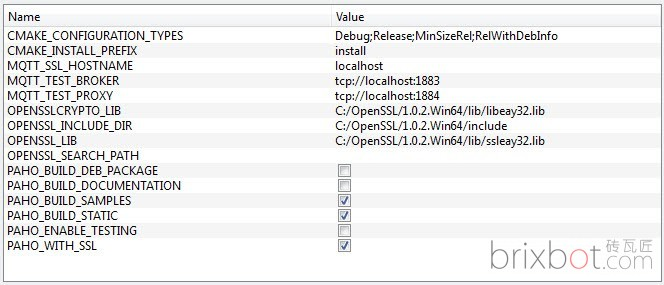 Name Value
CMAKE_CONFIGURATION_TYPES Debug;Release;MinSizeRel;RelWithDebInfo
CMAKE_INSTALL_PREFIX install
MQTT_SSL_HOSTNAME localhost
MQTT_TEST_BROKER tcp://localhost:1883
MQTT_TEST_PROXY tcp://localhost:1884
OPENSSLCRYPTO_LIB C:/OpenSSL/1.0.2.Win64/lib/libeay32.lib
OPENSSL_INCLUDE_DIR C:/OpenSSL/1.0.2.Win64/include
OPENSSL_LIB C:/OpenSSL/1.0.2.Win64/lib/ssleay32.lib
OPENSSL_SEARCH_PATH
PAHO_BUILD_DEB_PACKAGE
PAHO_BUILD_DOCUMENTATION
PAHO_BUILD_SAMPLES
PAHO_BUILD_STATIC
PAHO_ENABLE_TESTING
PAHO_WITH_SSL
brixbot.com 砖瓦匠